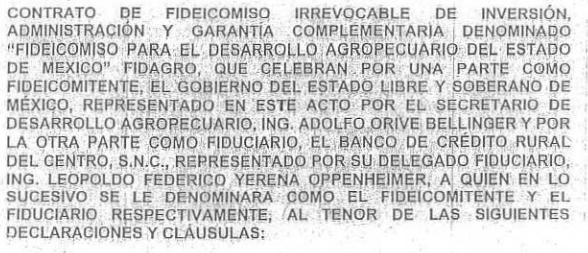 CONTRATO DE FIDEICOMISO IRREVOCABLE DE INVERSIÓN,
ADMINISTRACIÓN Y GARANTÍA COMPLEMENTARIA DENOMINADO
"FIDEICOMISO PARA EL DESARROLLO AGROPECUARIO DEL ESTADO
DE MEXICO" FIDAGRO, QUE CELEBRAN POR UNA PARTE COMO
FIDEICOMITENTE, EL GOBIERNO DEL ESTADO LIBRE Y SOBERANO DE
MÉXICO, REPRESENTADO EN ESTE ACTO POR EL SECRETARIO DE
DESARROLLO AGROPECUARIO, ING. ADOLFO ORIVE BELLINGER Y POR
LA OTRA PARTE COMO FIDUCIARIO, EL BANCO DE CRÉDITO RURAL
DEL CENTRO, S.N.C., REPRESENTADO POR SU DELEGADO FIDUCIARIO,
ING. LEOPOLDO FEDERICO YERENA OPPENHEIMER, A QUIEN EN LO
SUCESIVO SE LE DENOMINARA COMO EL FIDEICOMITENTE Y EL
FIDUCIARIO RESPECTIVAMENTE, AL TENOR DE LAS SIGUIENTES
DECLARACIONES Y CLÁUSULAS: